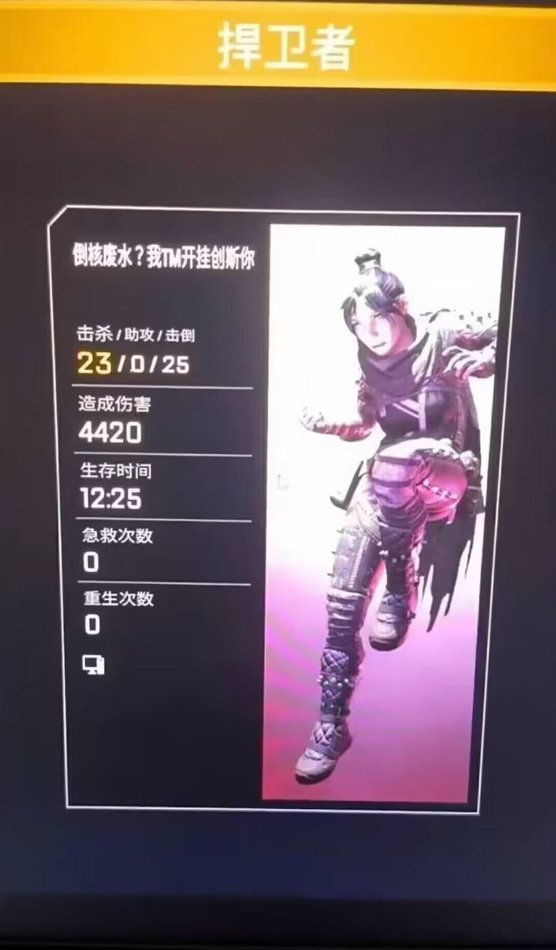 捍卫者
倒核废水？我TM开挂创斯你
击杀/助攻/击倒
23/0/25
造成伤害
4420
生存时间
12:25
急救次数
0
重生次数
0